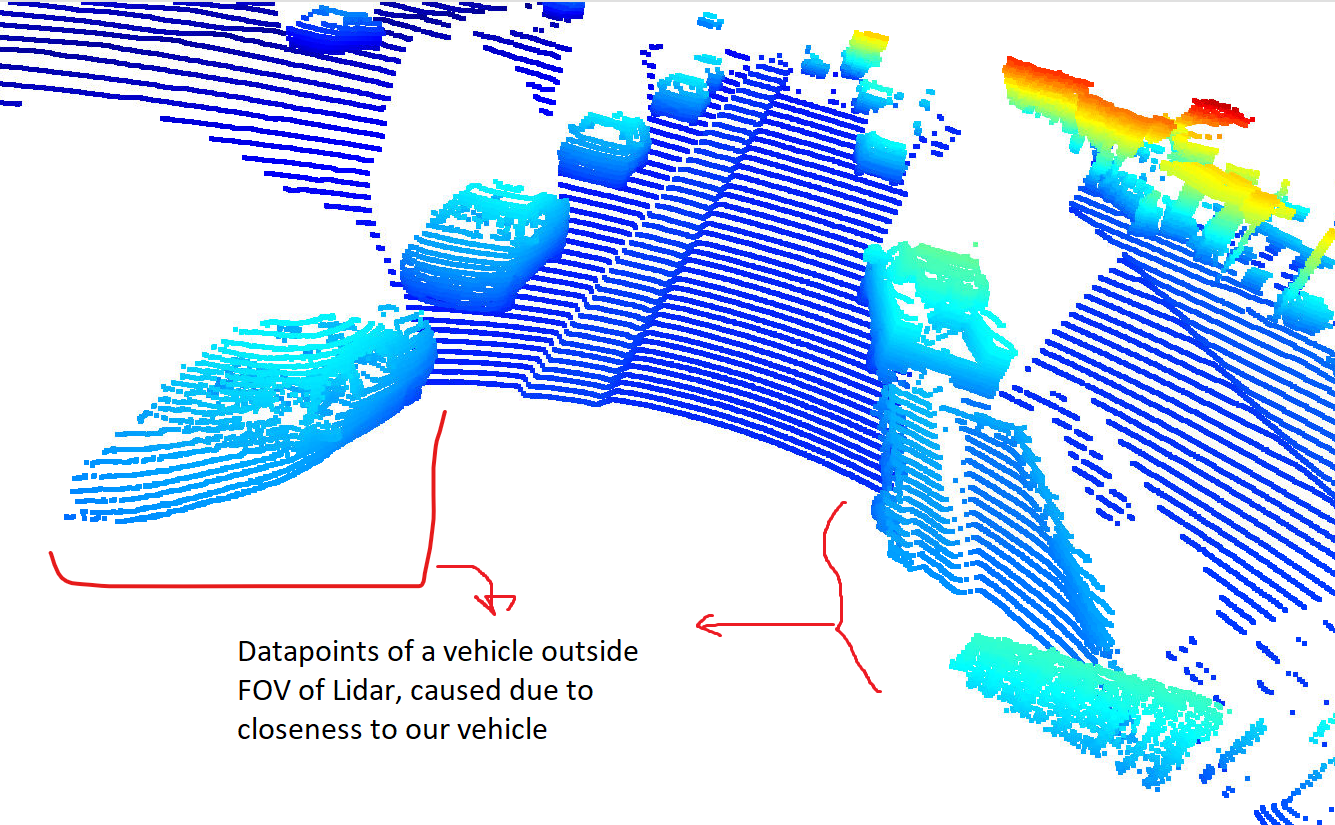 Datapoints of a vehicle outside
FOV of Lidar, caused due to
closeness to our vehicle